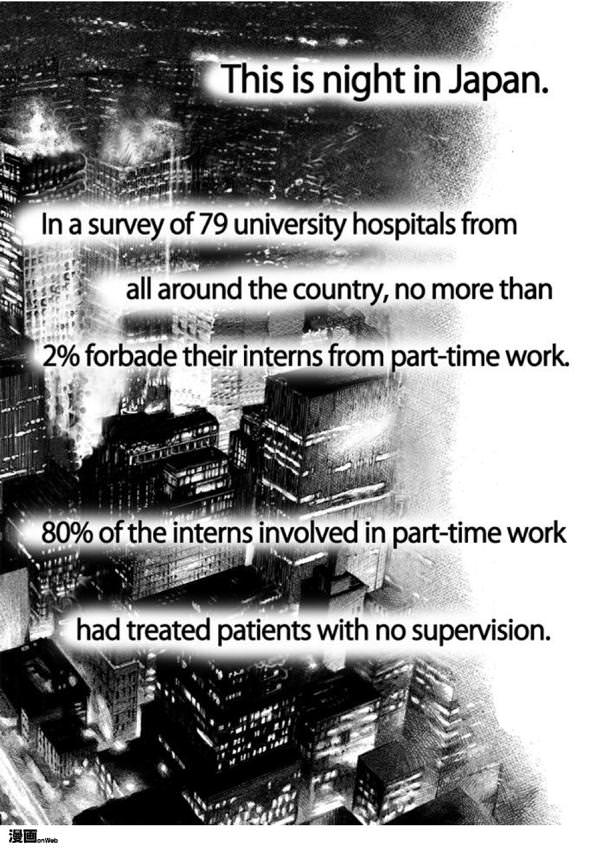 This is night in Japan.
In a survey of 79 university hospitals from
all around the country, no more than
2% forbade their interns from part-time work.
80% of the interns involved in part-time work
had treated patients with no supervision.
漫画onWeb